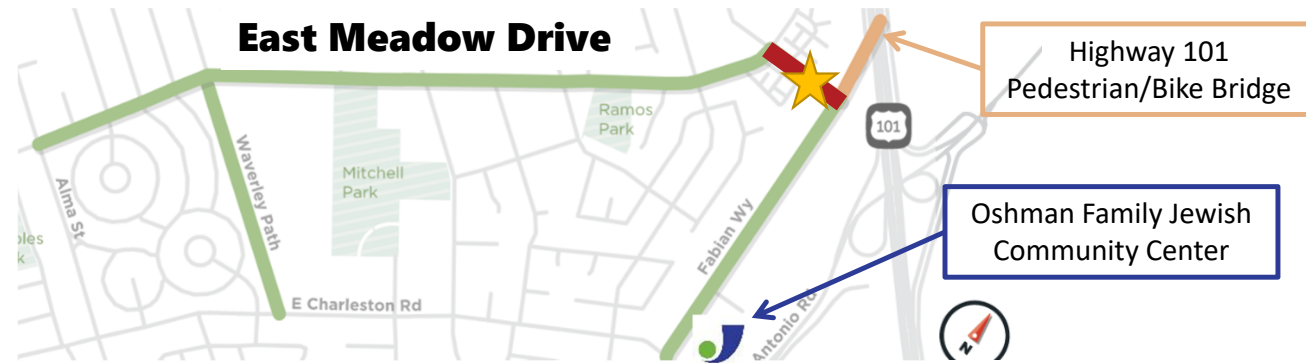 East Meadow Drive
Highway 101
Pedestrian/Bike Bridge
Ramos
Park
101
Mitchell
Park
Waverley Path
Alma St
Oshman Family Jewish
Community Center
Fabian Wy
E Charleston Rd
Antonio Rd
N